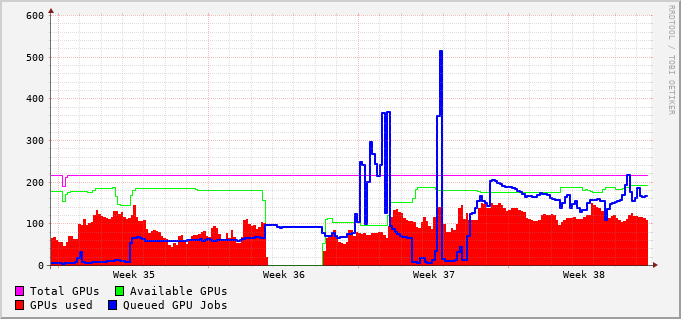 RRDTOOL / TOBI OETIKER
600
500
400
300
200
100
0
Week 35 Week 36 Week 37 Week 38
Total GPUs Available GPUs
GPUs used Queued GPU Jobs